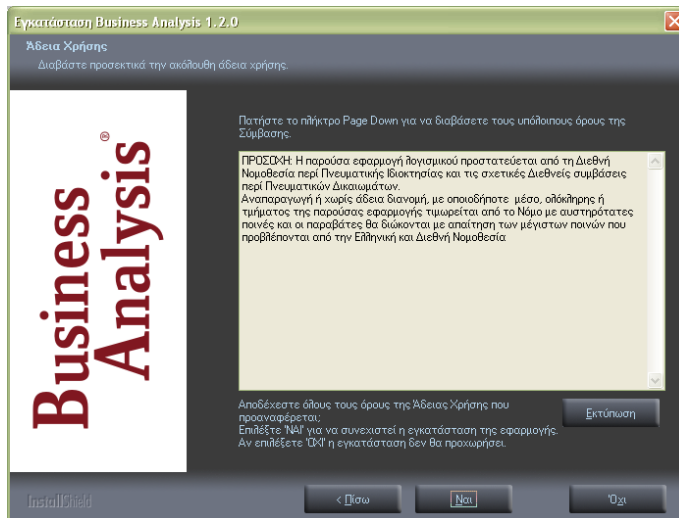 Εγκατάσταση Business Analysis 1.2.0
Άδεια Χρήσης
Διαβάστε προσεκτικά την ακόλουθη άδεια χρήσης.
Business
Analysis®
Πατήστε το πλήκτρο Page Down για να διαβάσετε τους υπόλοιπους όρους της
Σύμβασης.
ΠΡΟΣΟΧΗ: Η παρούσα εφαρμογή λογισμικού προστατεύεται από τη Διεθνή
Νομοθεσία περί Πνευματικής Ιδιοκτησίας και τις σχετικές Διεθνείς συμβάσεις
περί Πνευματικών Δικαιωμάτων.
Αναπαραγωγή ή χωρίς άδεια διανομή, με οποιοδήποτε μέσο, ολόκληρης ή
τμήματος της παρούσας εφαρμογής τιμωρείται από το Νόμο με αυστηρότατες
ποινές και οι παραβάτες θα διώκονται με απαίτηση των μέγιστων ποινών που
προβλέπονται από την Ελληνική και Διεθνή Νομοθεσία
Αποδέχεστε όλους τους όρους της Άδειας Χρήσης που
προαναφέρεται;
Επιλέξτε 'ΝΑΙ' για να συνεχιστεί η εγκατάσταση της εφαρμογής.
Αν επιλέξετε 'ΌΧΙ' η εγκατάσταση δεν θα προχωρήσει.
Εκτύπωση
InstallShield
< Πίσω
Ναι
Όχι